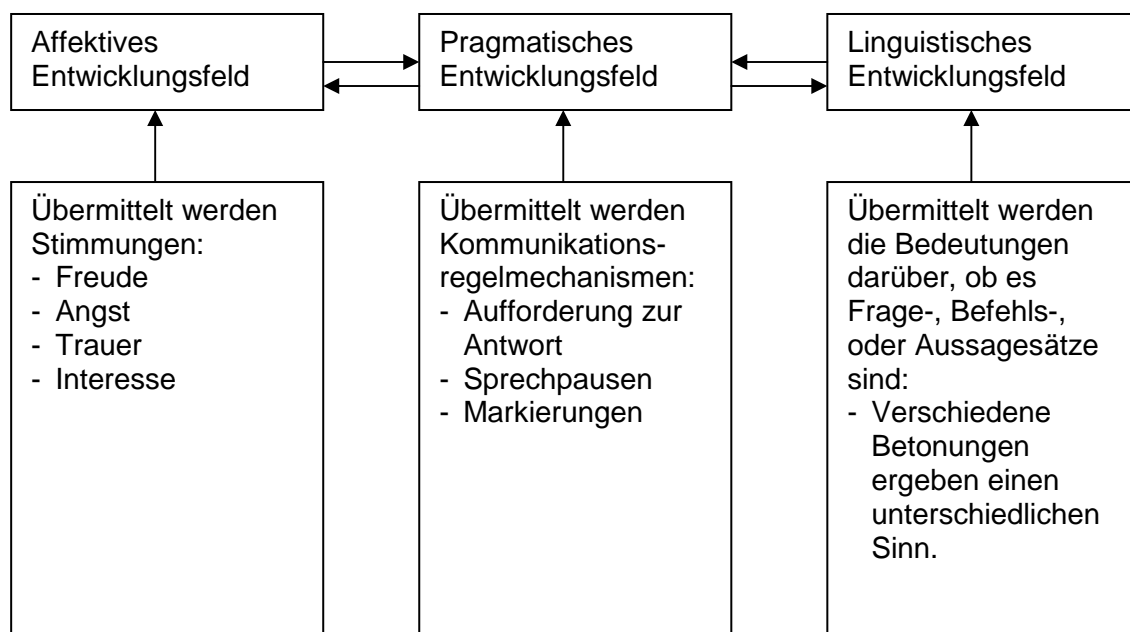 Affektives
Entwicklungsfeld
Pragmatisches
Entwicklungsfeld
Linguistisches
Entwicklungsfeld
Übermittelt werden
Stimmungen:
- Freude
- Angst
- Trauer
- Interesse
Übermittelt werden
Kommunikations-
regelmechanismen:
- Aufforderung zur
Antwort
- Sprechpausen
- Markierungen
Übermittelt werden
die Bedeutungen
darüber, ob es
Frage-, Befehls-,
oder Aussagesätze
sind:
- Verschiedene
Betonungen
ergeben einen
unterschiedlichen
Sinn.